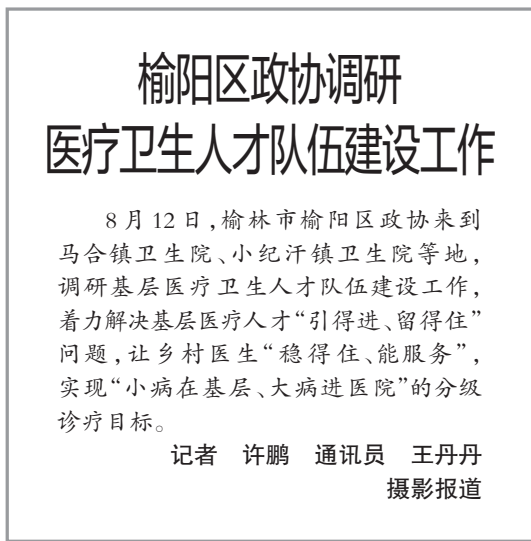 榆阳区政协调研
医疗卫生人才队伍建设工作
8月12日,榆林市榆阳区政协来到
马合镇卫生院、小纪汗镇卫生院等地,
调研基层医疗卫生人才队伍建设工作,
着力解决基层医疗人才“引得进、留得住”
问题,让乡村医生“稳得住、能服务”,
实现“小病在基层、大病进医院”的分级
诊疗目标。
记者 许鹏 通讯员 王丹丹
摄影报道